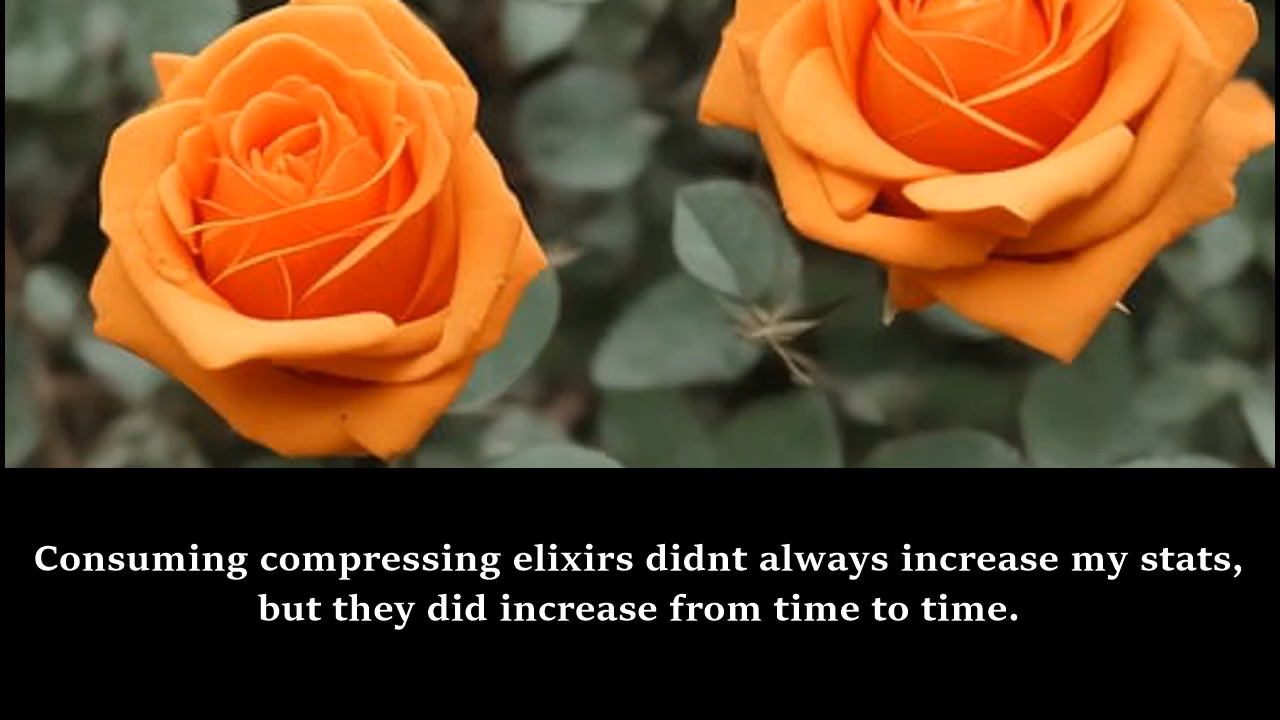 Consuming compressing elixirs didnt always increase my stats,
but they did increase from time to time.